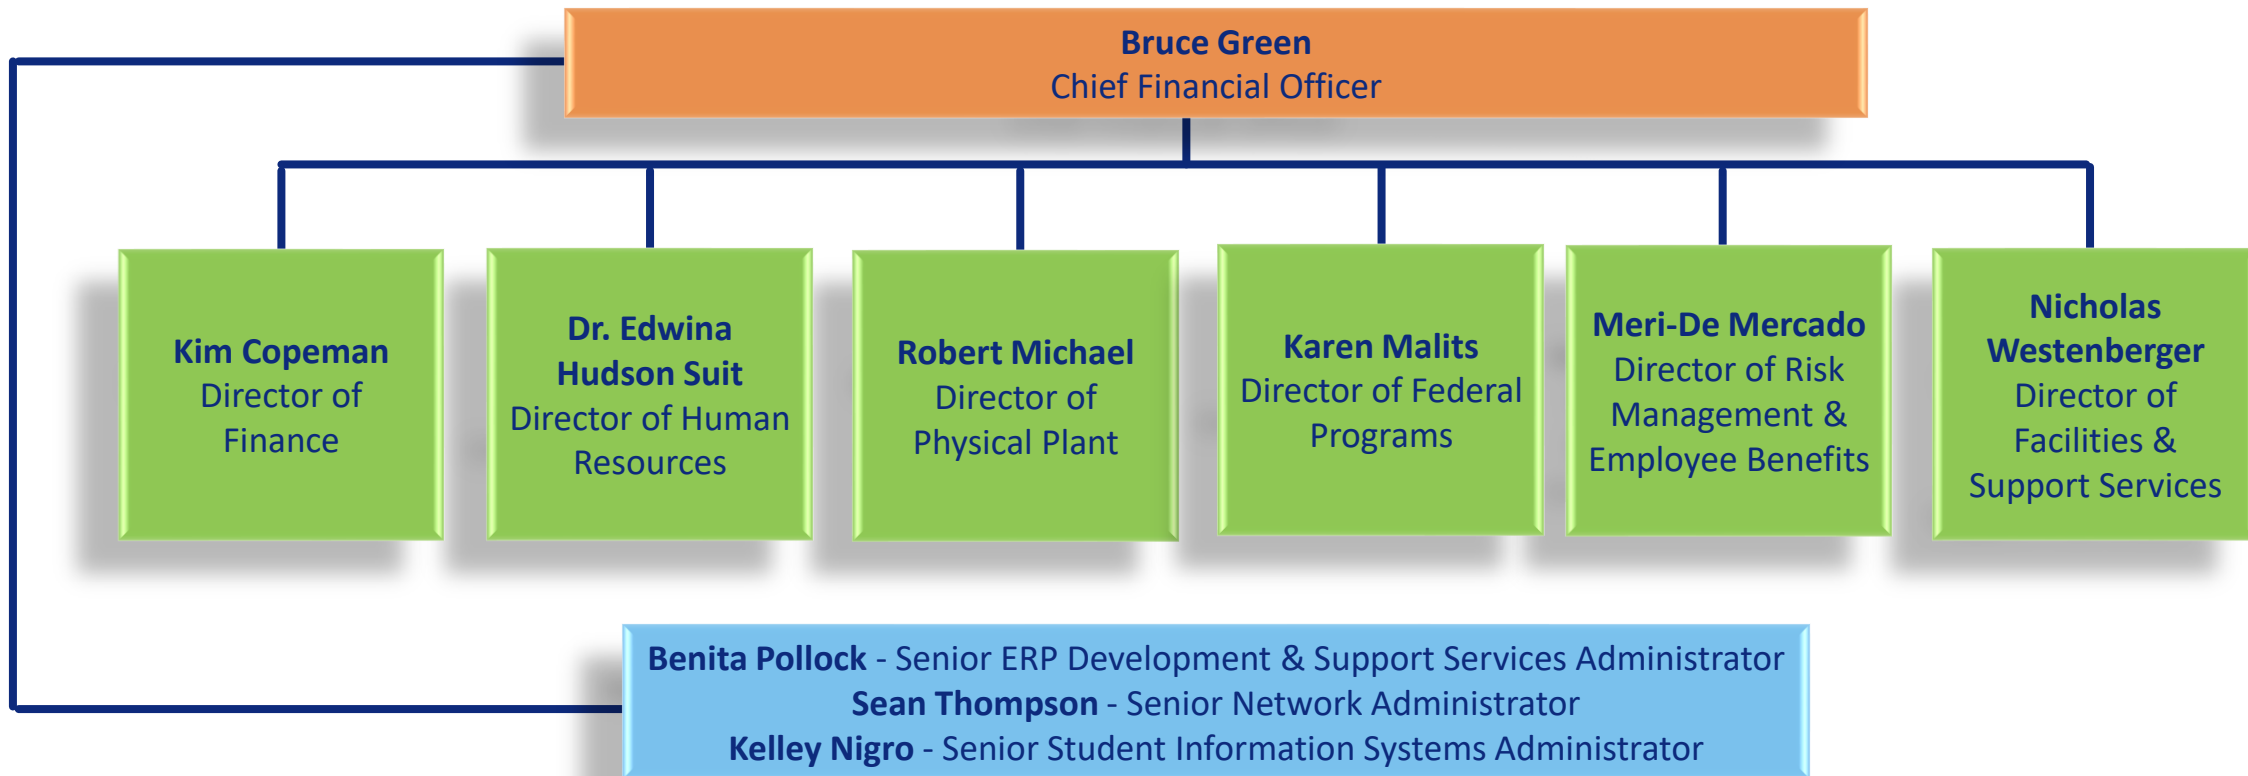 Bruce Green
Chief Financial Officer
Kim Copeman
Director of
Finance
Dr. Edwina
Hudson Suit
Director of Human
Resources
Robert Michael
Director of
Physical Plant
Karen Malits
Director of Federal
Programs
Meri-De Mercado
Director of Risk
Management &
Employee Benefits
Nicholas
Westenberger
Director of
Facilities &
Support Services
Benita Pollock - Senior ERP Development & Support Services Administrator
Sean Thompson - Senior Network Administrator
Kelley Nigro - Senior Student Information Systems Administrator